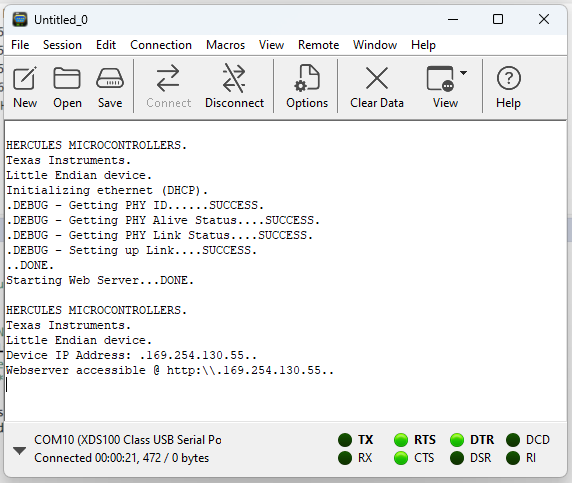 Untitled_0
File Session Edit Connection Macros View Remote Window Help
New Open Save Connect Disconnect Options Clear Data View Help
HERCULES MICROCONTROLLERS.
Texas Instruments.
Little Endian device.
Initializing ethernet (DHCP).
.DEBUG - Getting PHY ID......SUCCESS.
.DEBUG - Getting PHY Alive Status....SUCCESS.
.DEBUG - Getting PHY Link Status....SUCCESS.
.DEBUG - Setting up Link....SUCCESS.
..DONE.
Starting Web Server...DONE.
HERCULES MICROCONTROLLERS.
Texas Instruments.
Little Endian device.
Device IP Address: .169.254.130.55..
Webserver accessible @ http:\\.169.254.130.55..
COM10 (XDS100 Class USB Serial Po TX RTS DTR DCD
Connected 00:00:21, 472 / 0 bytes RX CTS DSR RI